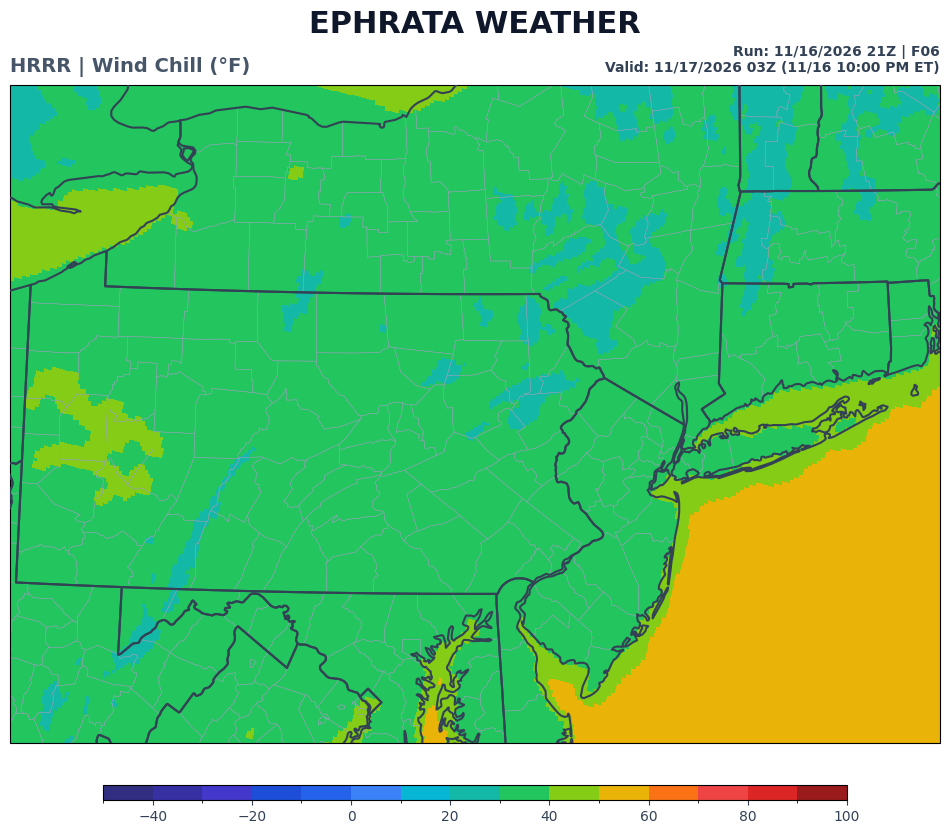 EPHRATA WEATHER
HRRR | Wind Chill (°F)
Run: 11/16/2026 21Z | F06
Valid: 11/17/2026 03Z (11/16 10:00 PM ET)
−40 −20 0 20 40 60 80 100